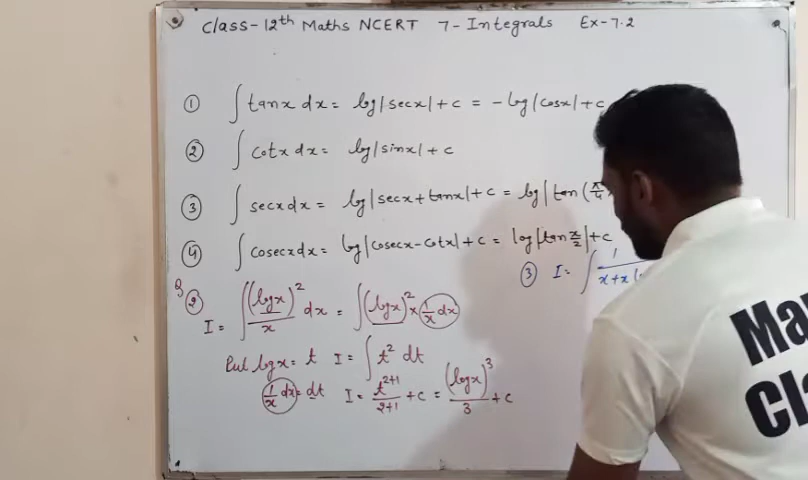 Class-12th Maths NCERT 7-Integrals Ex-7.2
① ∫ tanx dx = log|secx|+c = -log|cosx|+c
② ∫ cotx dx = log|sinx|+c
③ ∫ secx dx = log|secx+tanx|+c = log|tan(π/4
④ ∫ cosecx dx = log|cosecx-cotx|+c = log|tan x/2|+c
③ I = ∫ 1/x+x
Q ② I = ∫ (logx)²/x dx = ∫ (logx)² × 1/x dx
Put logx = t I = ∫ t² dt
1/x dx = dt I = t²⁺¹/2+1 +c = (logx)³/3 +c
Ma
Cl